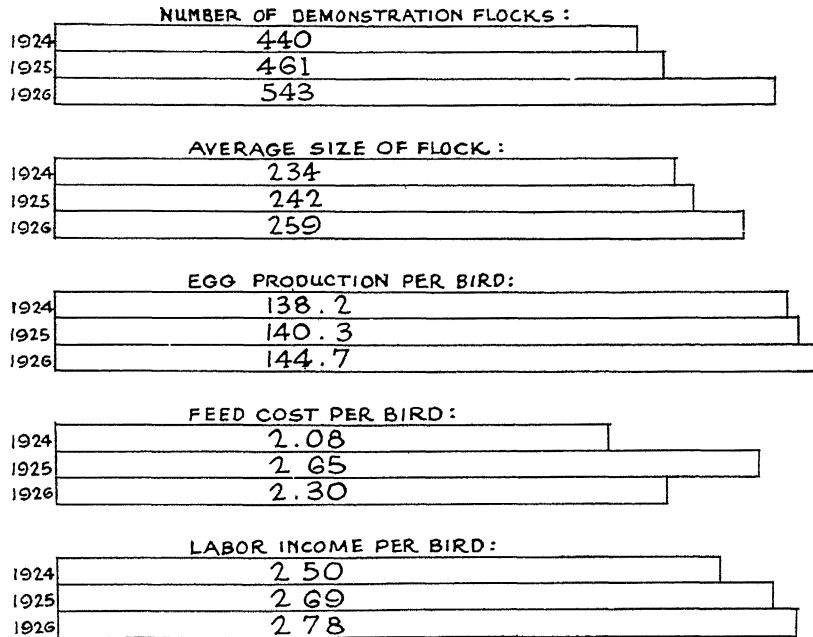 NUMBER OF DEMONSTRATION FLOCKS:
1924 440
1925 461
1926 543
AVERAGE SIZE OF FLOCK:
1924 234
1925 242
1926 259
EGG PRODUCTION PER BIRD:
1924 138.2
1925 140.3
1926 144.7
FEED COST PER BIRD:
1924 2.08
1925 2 65
1926 2.30
LABOR INCOME PER BIRD:
1924 2 50
1925 2 69
1926 2 78